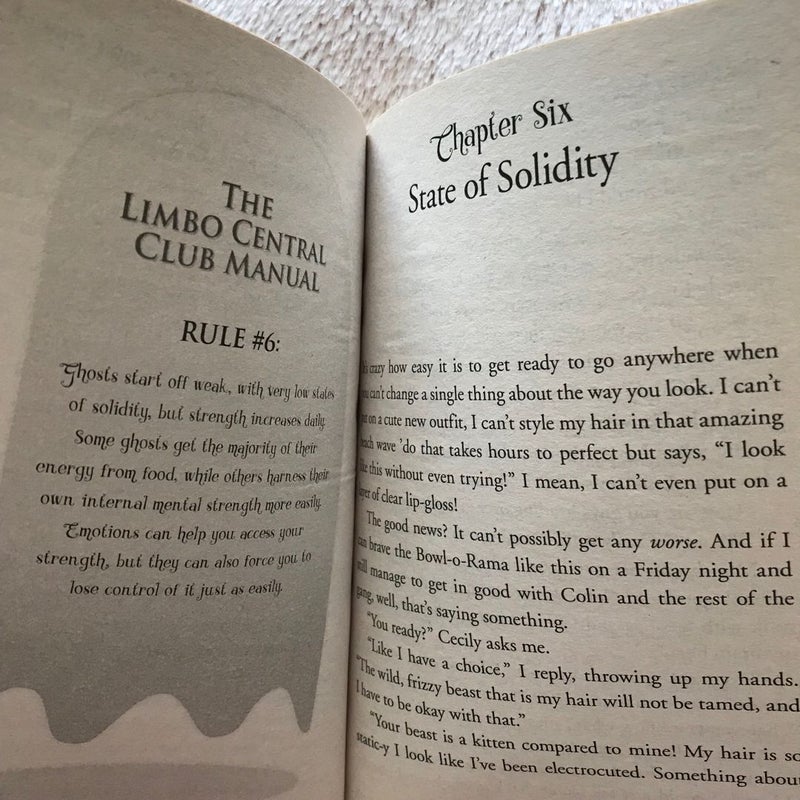 THE
LIMBO CENTRAL
CLUB MANUAL
RULE #6:
Ghosts start off weak, with very low states
of solidity, but strength increases daily.
Some ghosts get the majority of their
energy from food, while others harness their
own internal mental strength more easily.
Emotions can help you access your
strength, but they can also force you to
lose control of it just as easily.
Chapter Six
State of Solidity
crazy how easy it is to get ready to go anywhere when
can't change a single thing about the way you look. I can't
on a cute new outfit, I can't style my hair in that amazing
wave 'do that takes hours to perfect but says, "I look
this without even trying!" I mean, I can't even put on a
of clear lip-gloss!
The good news? It can't possibly get any worse. And if I
can brave the Bowl-o-Rama like this on a Friday night and
still manage to get in good with Colin and the rest of the
gang, well, that's saying something.
"You ready?" Cecily asks me.
"Like I have a choice," I reply, throwing up my hands.
"The wild, frizzy beast that is my hair will not be tamed, and
I have to be okay with that."
"Your beast is a kitten compared to mine! My hair is so
static-y I look like I've been electrocuted. Something